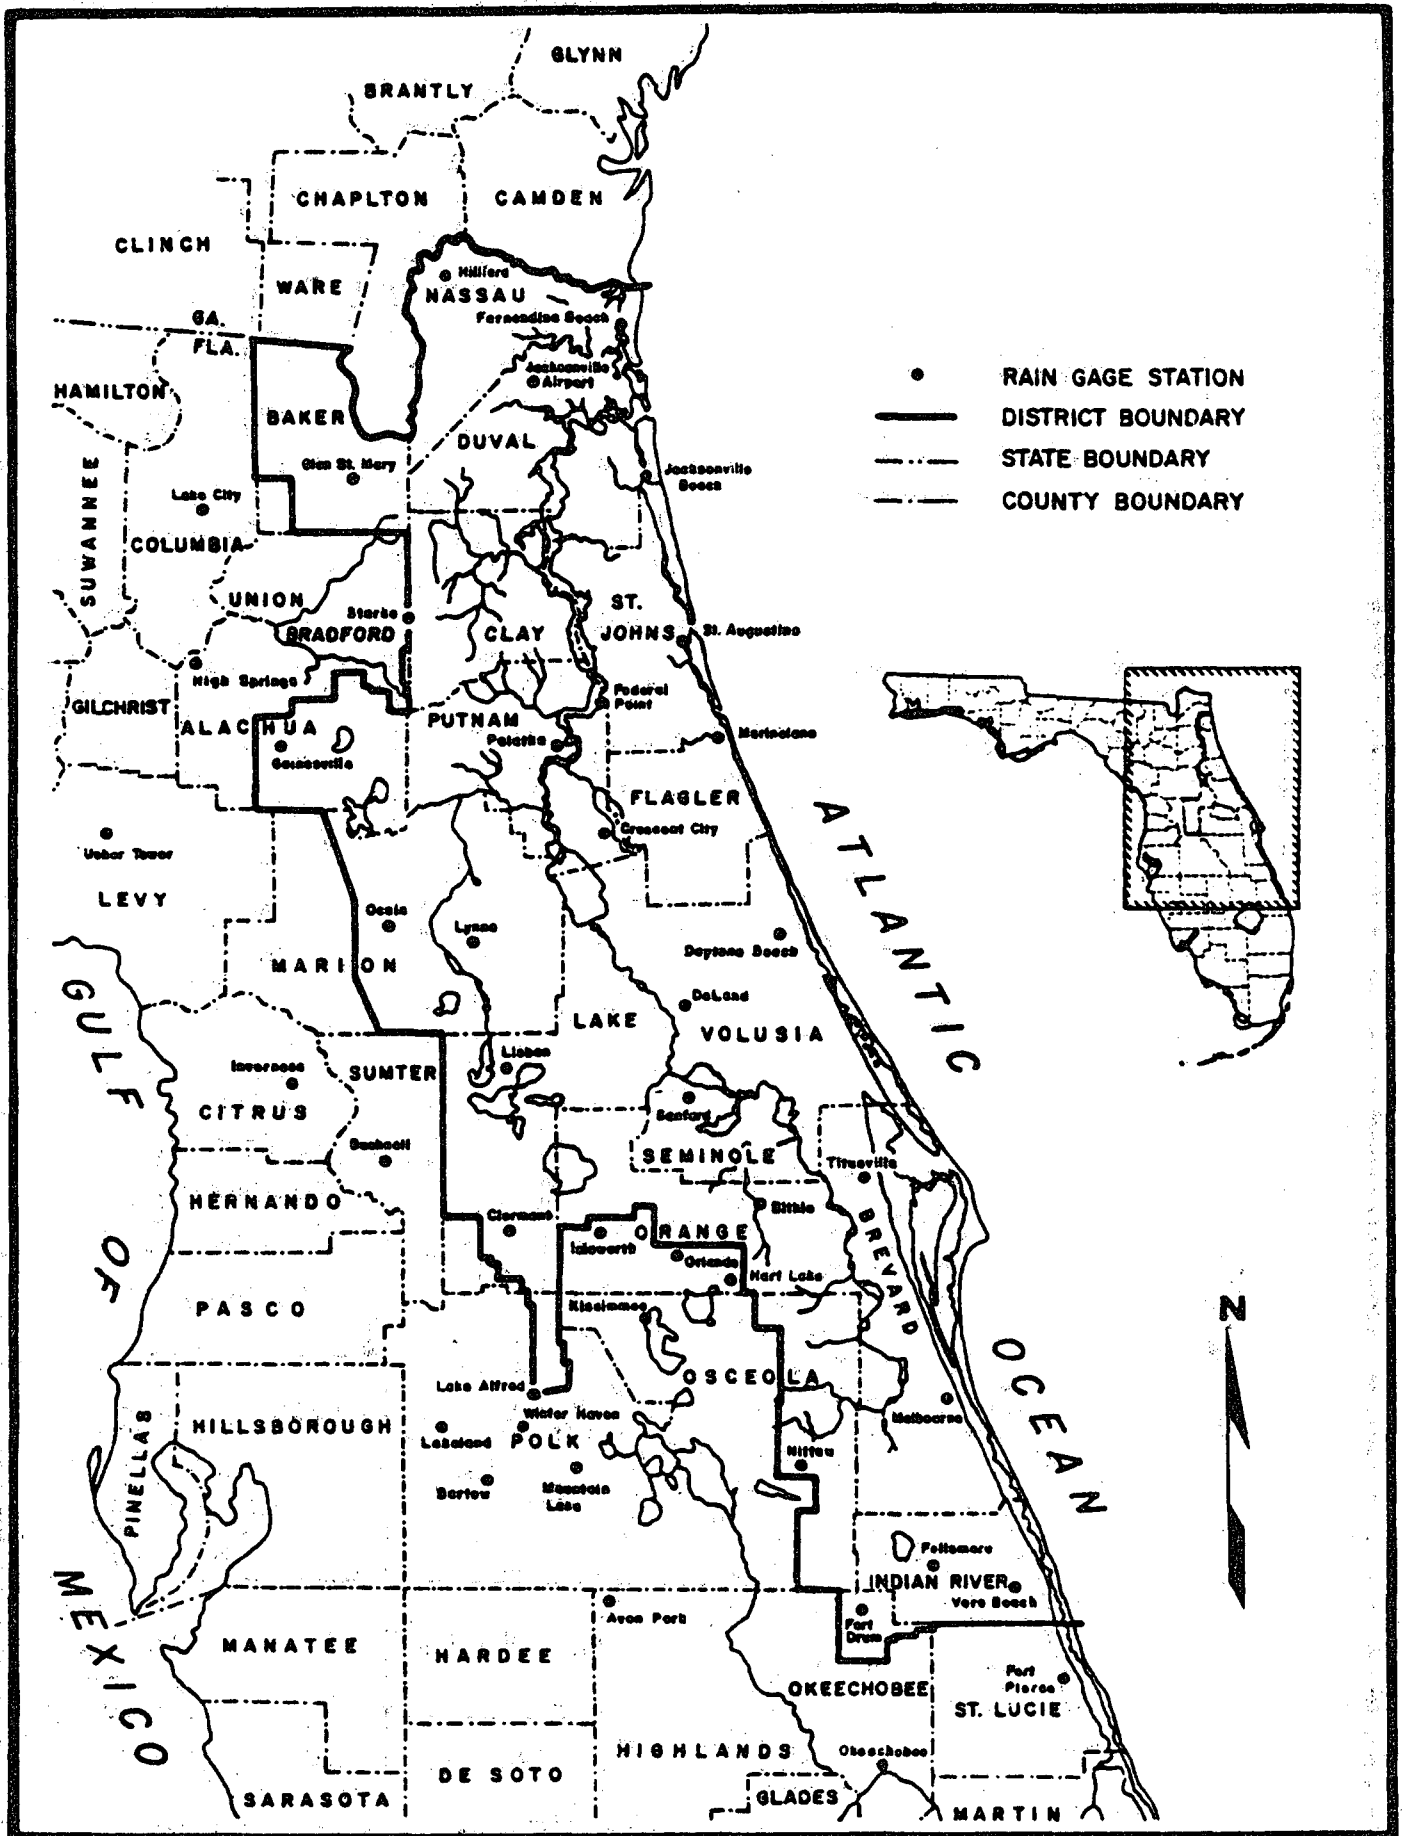 GLYNN
BRANTLY
CHAPLTON
CAMDEN
CLINCH
WARE
Hilliard
NASSAU
GA.
Fernandina Beach
FLA.
Jacksonville
Airport
HAMILTON
BAKER
DUVAL
RAIN GAGE STATION
DISTRICT BOUNDARY
STATE BOUNDARY
COUNTY BOUNDARY
Glen St. Mary
Jacksonville
Beach
SUWANNEE
Lake City
COLUMBIA
UNION
ST.
Starke
BRADFORD
CLAY
JOHNS
St. Augustine
High Springs
Federal
Point
GILCHRIST
ALACHUA
PUTNAM
Palatka
Marineland
Gainesville
FLAGLER
Crescent City
Usher Tower
LEVY
Ocala
Lynne
Daytona Beach
MARION
DeLand
LAKE
VOLUSIA
ATLANTIC
OCEAN
GULF
OF
MEXICO
Lisbon
Inverness
SUMTER
CITRUS
Sanford
Bushnell
SEMINOLE
Titusville
HERNANDO
Bithlo
Clermont
ORANGE
Isleworth
Orlando
Hart Lake
BREVARD
PASCO
Kissimmee
N
OSCEOLA
Lake Alfred
Winter Haven
Melbourne
PINELLAS
HILLSBOROUGH
Lakeland
POLK
Nittaw
Bartow
Mountain
Lake
Fellsmere
INDIAN RIVER
Vero Beach
Avon Park
Fort
Drum
MANATEE
HARDEE
Fort
Pierce
OKEECHOBEE
ST. LUCIE
HIGHLANDS
Okeechobee
DE SOTO
SARASOTA
GLADES
MARTIN